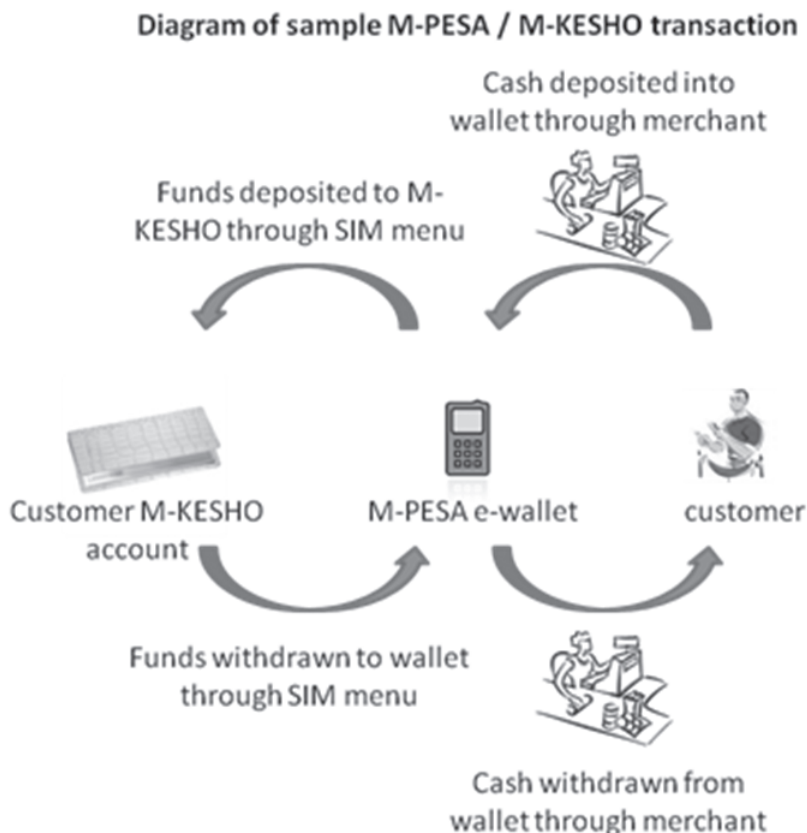 Diagram of sample M-PESA / M-KESHO transaction
Cash deposited into
wallet through merchant
Funds deposited to M-
KESHO through SIM menu
Customer M-KESHO
account
M-PESA e-wallet
customer
Funds withdrawn to wallet
through SIM menu
Cash withdrawn from
wallet through merchant